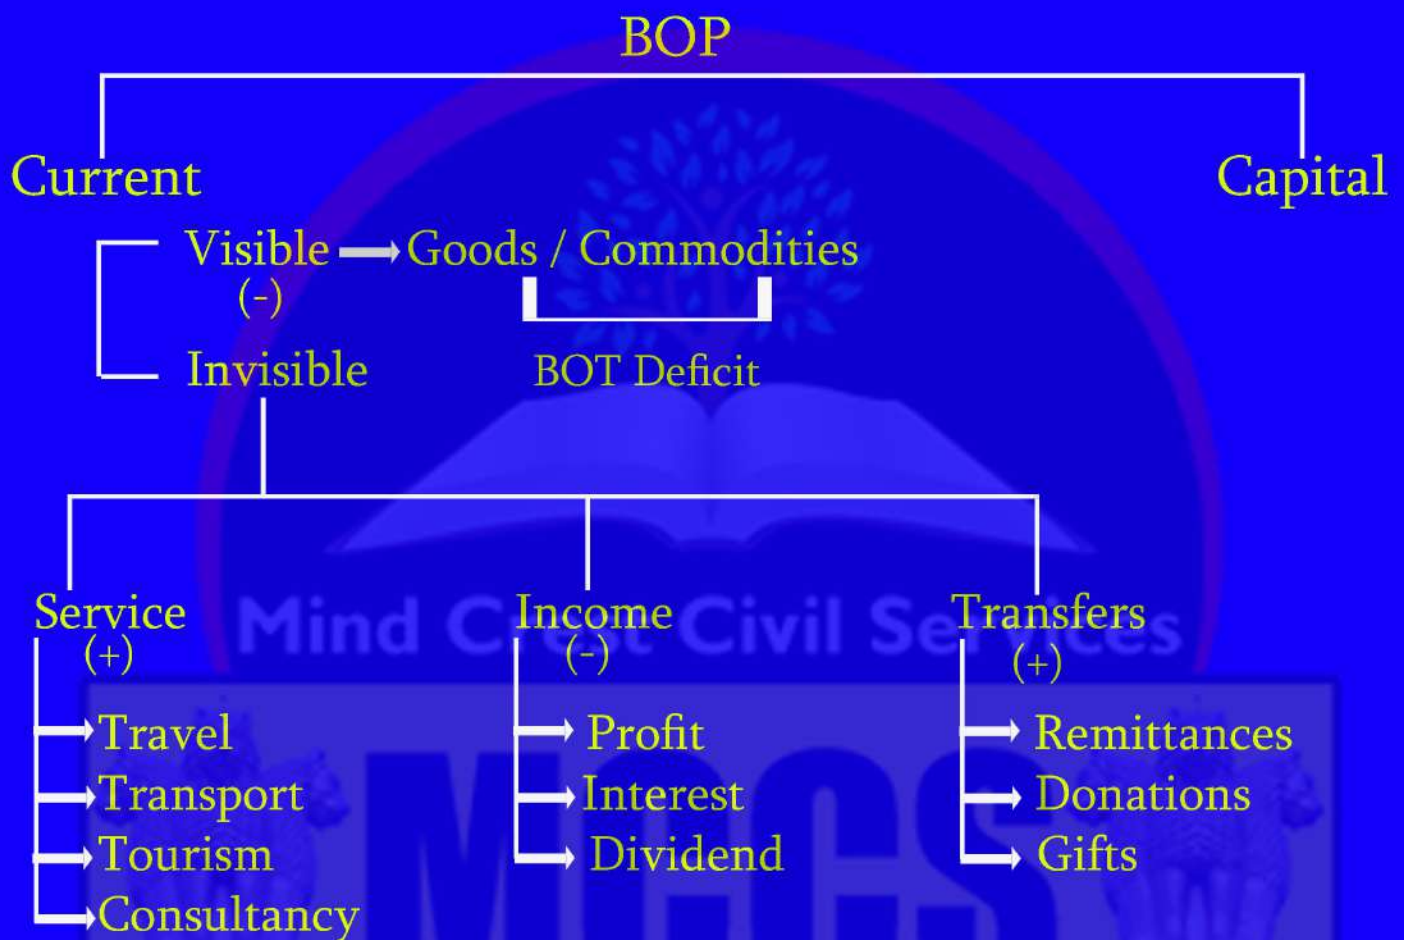 BOP
Current Capital
Visible Goods / Commodities
(-)
Invisible BOT Deficit
Mind Crest Civil Services
Service Income Transfers
(+) (-) (+)
MCCS
Travel Profit Remittances
Transport Interest Donations
Tourism Dividend Gifts
Consultancy